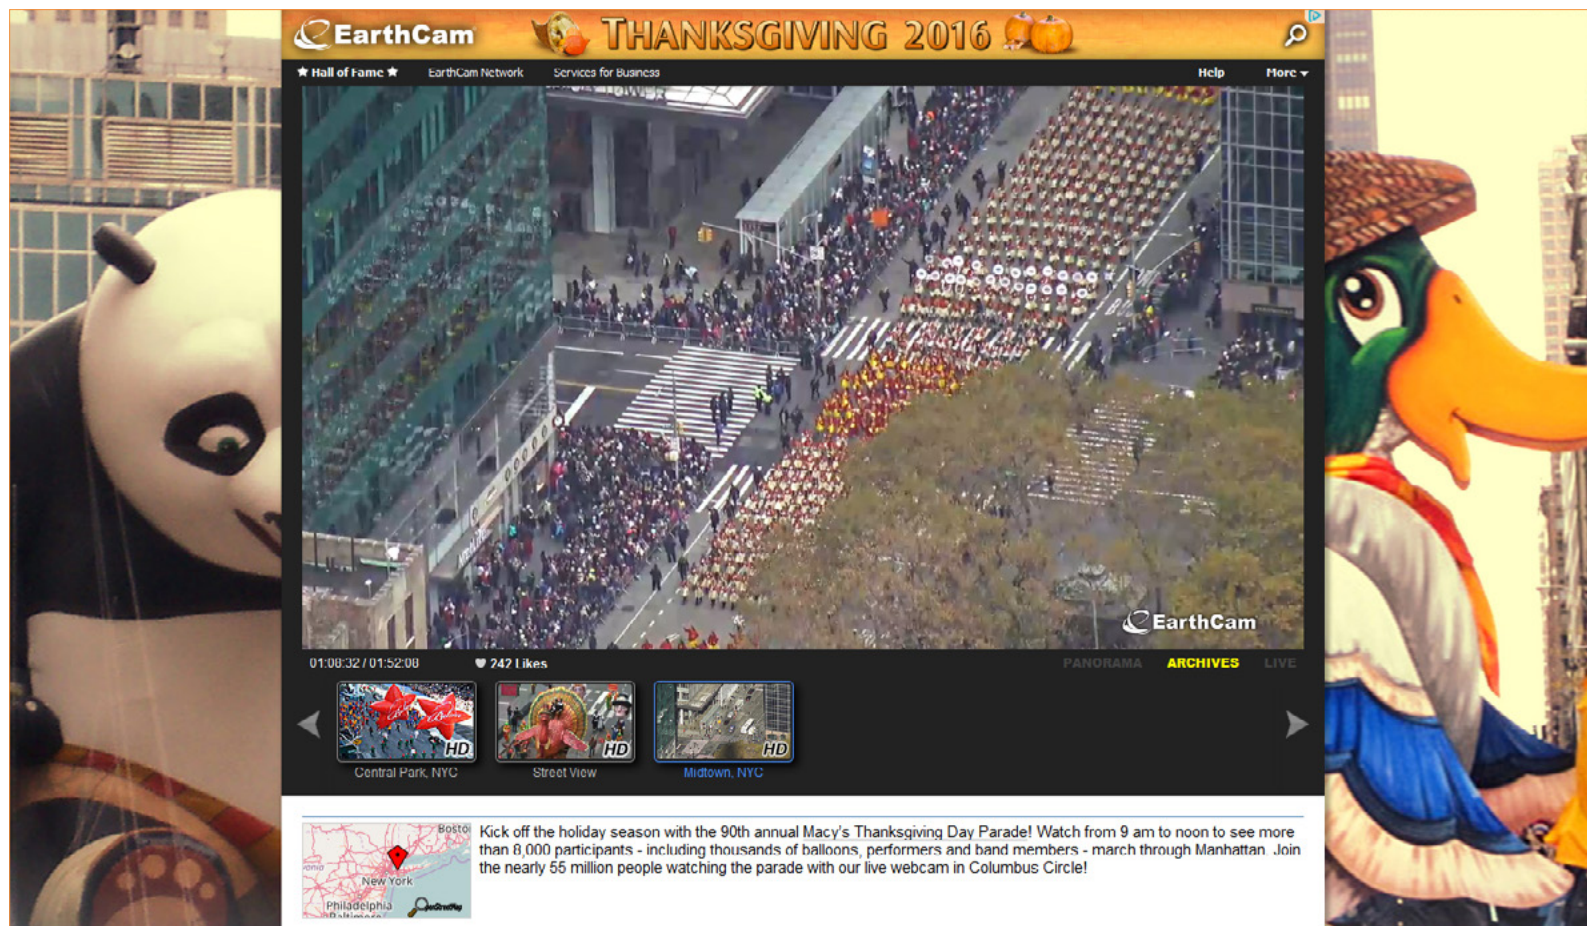 EarthCam
THANKSGIVING 2016
★ Hall of Fame ★ EarthCam Network Services for Business Help More
EarthCam
01:08:32 / 01:52:08 242 Likes PANORAMA ARCHIVES LIVE
HD HD HD
Central Park, NYC Street View Midtown, NYC
Kick off the holiday season with the 90th annual Macy's Thanksgiving Day Parade! Watch from 9 am to noon to see more
than 8,000 participants - including thousands of balloons, performers and band members - march through Manhattan. Join
the nearly 55 million people watching the parade with our live webcam in Columbus Circle!
New York
Philadelphia
Baltimore
OpenStreetMap